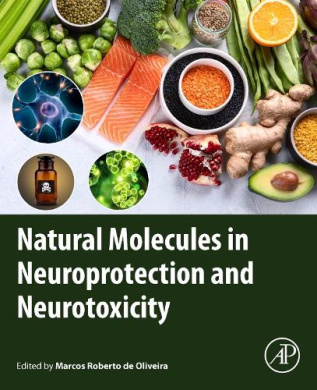 Natural Molecules in
Neuroprotection and
Neurotoxicity
Edited by Marcos Roberto de Oliveira
AP